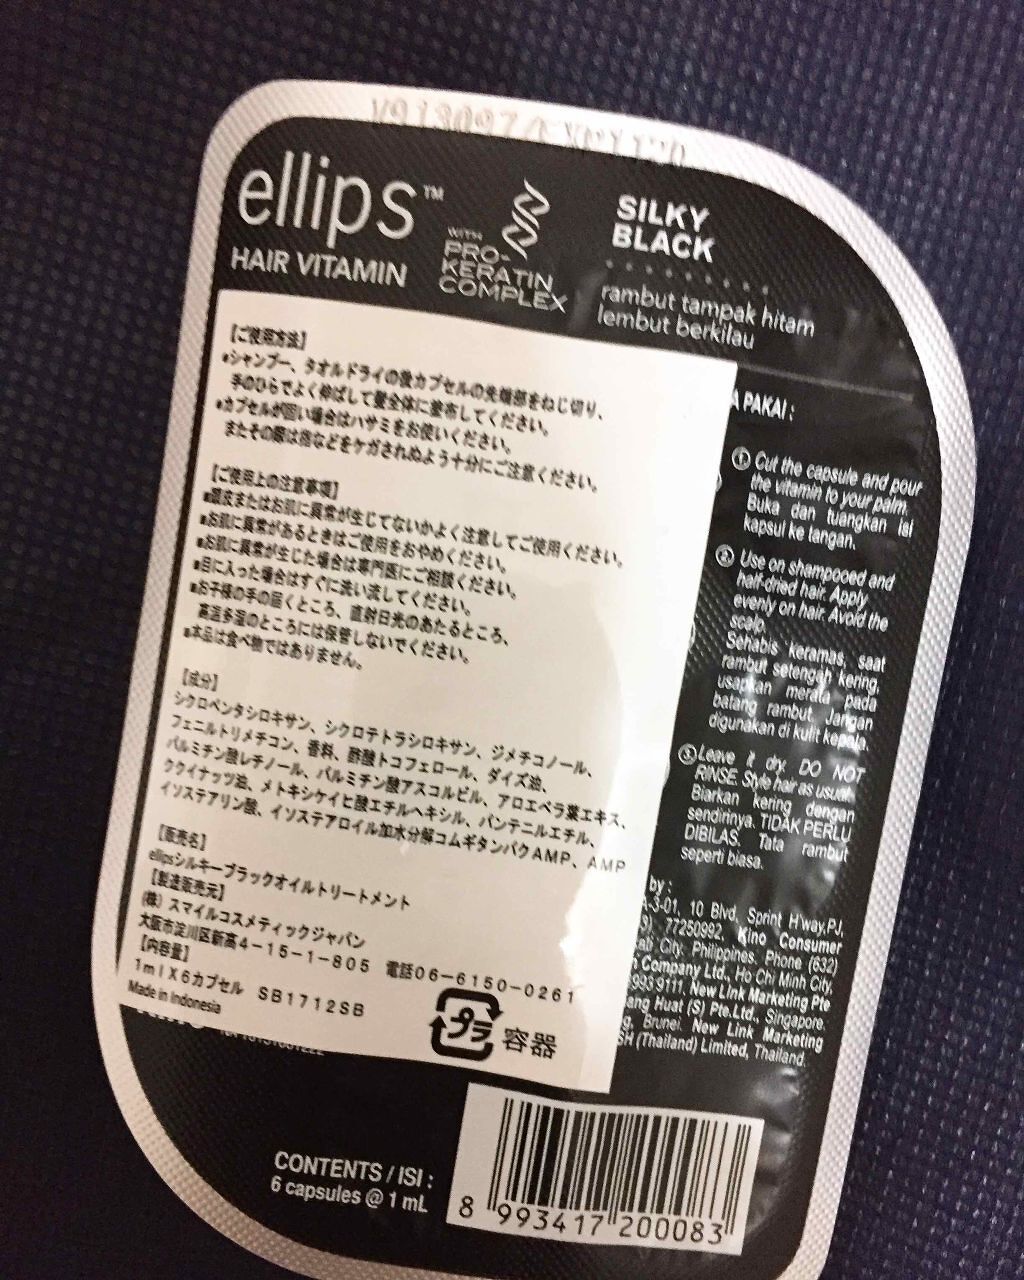 ellips™
HAIR VITAMIN
WITH
PRO-
KERATIN
COMPLEX
SILKY
BLACK
rambut tampak hitam
lembut berkilau
【ご使用方法】
●シャンプー、タオルドライの後カプセルの先端部をねじ切り、
手のひらでよく伸ばして髪全体に塗布してください。
●カプセルが固い場合はハサミをお使いください。
またその際は指などをケガされぬよう十分にご注意ください。
【ご使用上の注意事項】
■頭皮またはお肌に異常が生じてないかよく注意してご使用ください。
■お肌に異常があるときはご使用をおやめください。
■お肌に異常が生じた場合は専門医にご相談ください。
■目に入った場合はすぐに洗い流してください。
■お子様の手の届くところ、直射日光のあたるところ、
高温多湿のところには保管しないでください。
■本品は食べ物ではありません。
【成分】
シクロペンタシロキサン、シクロテトラシロキサン、ジメチコノール、
フェニルトリメチコン、香料、酢酸トコフェロール、ダイズ油、
パルミチン酸レチノール、パルミチン酸アスコルビル、アロエベラ葉エキス、
ククイナッツ油、メトキシケイヒ酸エチルヘキシル、パンテニルエチル、
イソステアリン酸、イソステアロイル加水分解コムギタンパクAMP、AMP
【販売名】
ellipsシルキーブラックオイルトリートメント
【製造販売元】
(株)スマイルコスメティックジャパン
大阪市淀川区新高4-15-1-805 電話06-6150-0261
【内容量】
1mlX6カプセル SB1712SB
Made in Indonesia
プラ
容器
A PAKAI :
① Cut the capsule and pour
the vitamin to your palm.
Buka dan tuangkan isi
kapsul ke tangan.
② Use on shampooed and
half-dried hair. Apply
evenly on hair. Avoid the
scalp.
Sehabis keramas, saat
rambut setengah kering,
usapkan merata pada
batang rambut. Jangan
digunakan di kulit kepala.
③ Leave it dry. DO NOT
RINSE. Style hair as usual.
Biarkan kering dengan
sendirinya. TIDAK PERLU
DIBILAS. Tata rambut
seperti biasa.
by :
A-3-01, 10 Blvd, Sprint H'way,PJ,
3) 77250992, Kino Consumer
City, Philippines. Phone (632)
Company Ltd., Ho Chi Minh City,
9939111, New Link Marketing Pte
ang Huat (S) Pte.Ltd., Singapore.
g, Brunei. New Link Marketing
SH (Thailand) Limited, Thailand.
CONTENTS / ISI :
6 capsules @ 1 mL
8 993417 200083